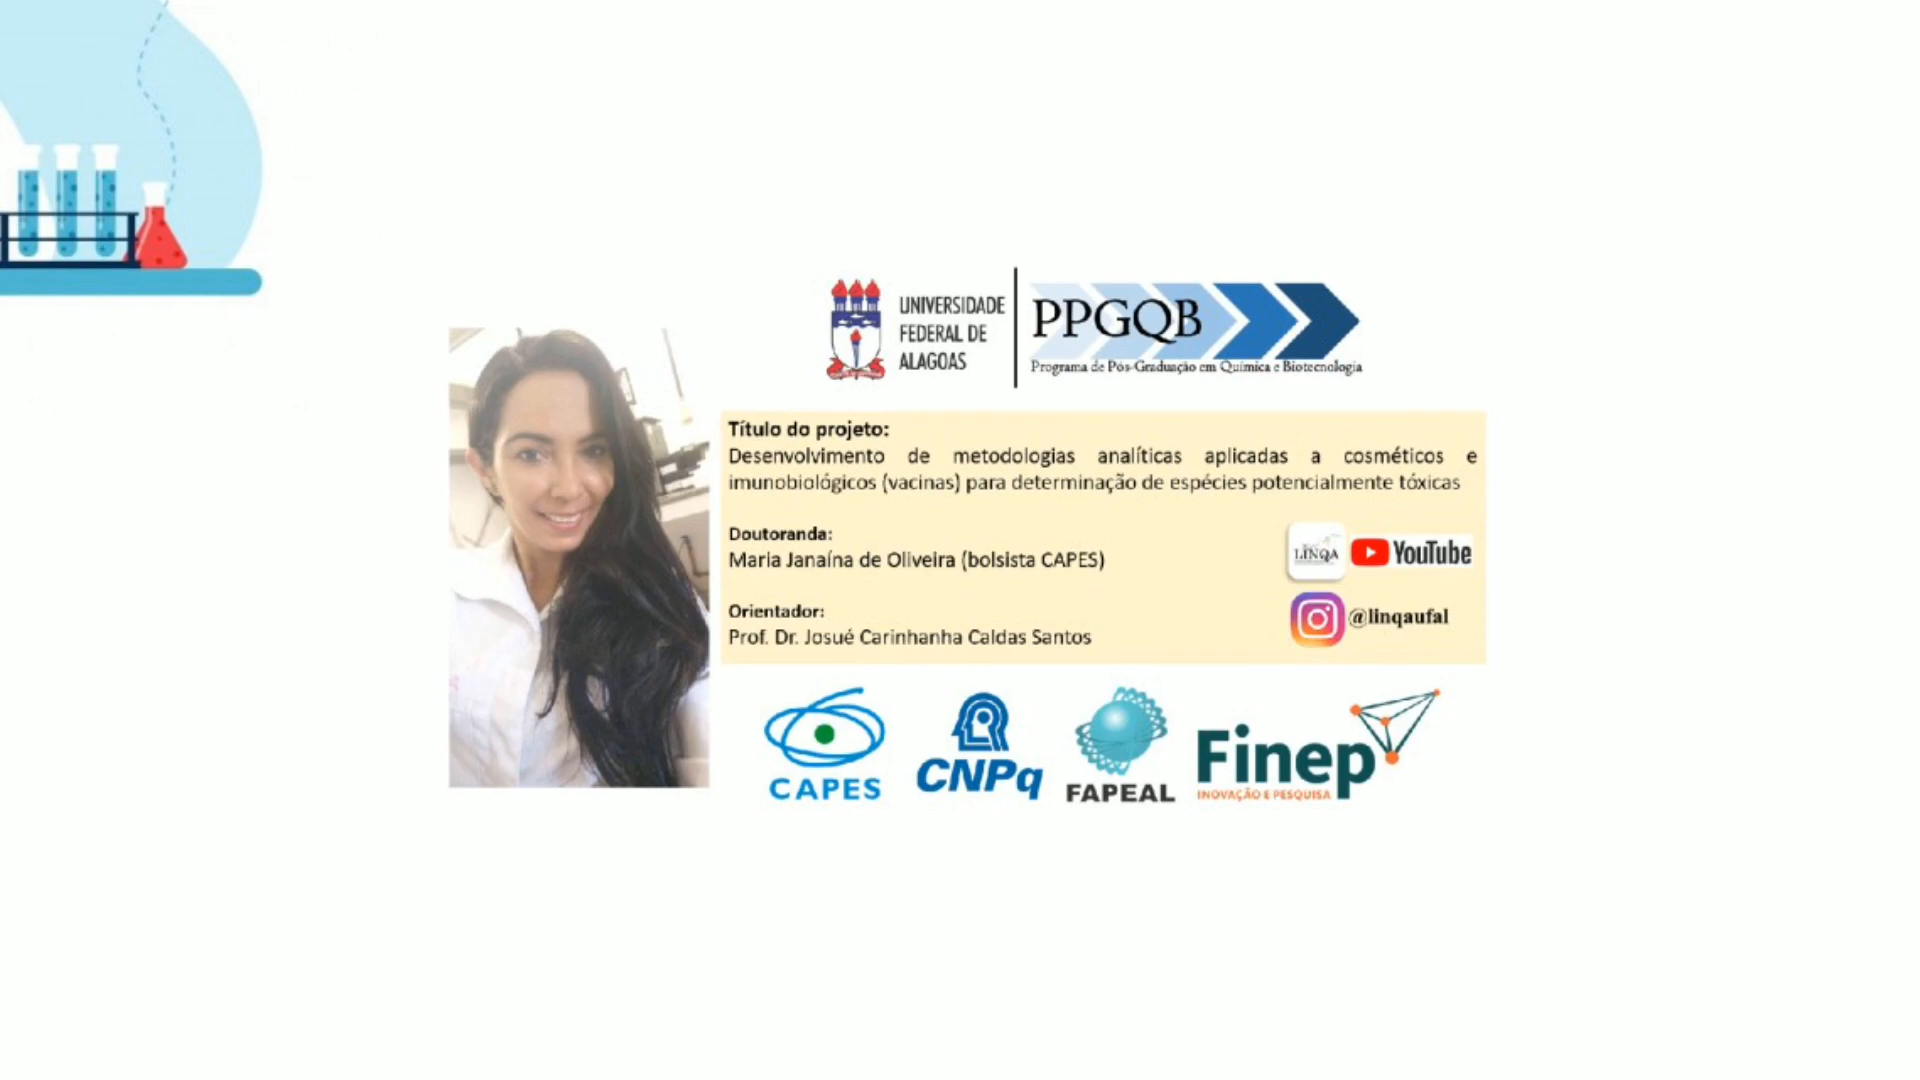 UNIVERSIDADE
FEDERAL DE
ALAGOAS
PPGQB
Programa de Pós-Graduação em Química e Biotecnologia
Título do projeto:
Desenvolvimento de metodologias analíticas aplicadas a cosméticos e
imunobiológicos (vacinas) para determinação de espécies potencialmente tóxicas
Doutoranda:
Maria Janaína de Oliveira (bolsista CAPES)
LINQA
YouTube
@linqaufal
Orientador:
Prof. Dr. Josué Carinhanha Caldas Santos
CAPES
CNPq
FAPEAL
Finep
INOVAÇÃO E PESQUISA